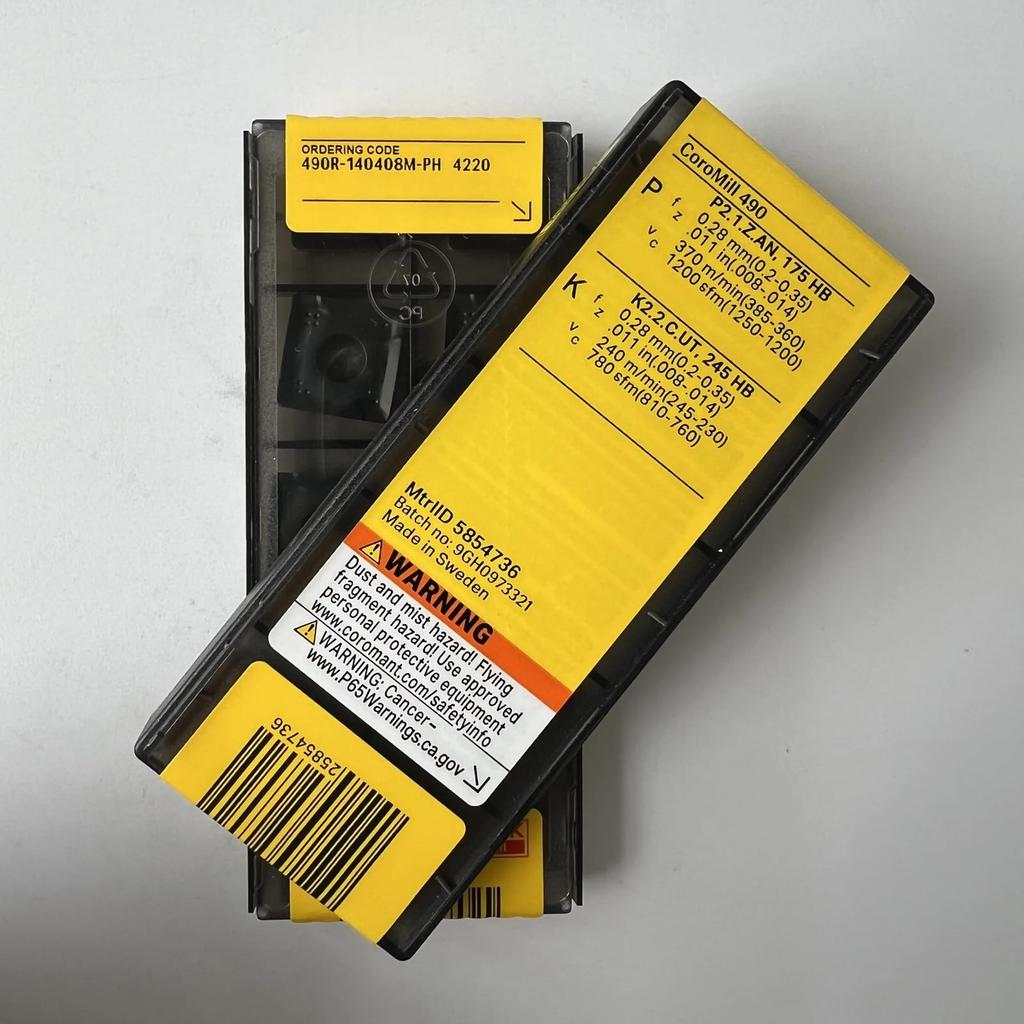 ORDERING CODE
490R-140408M-PH 4220
07
PC
CoroMill 490
P P2.1.Z.AN, 175 HB
fz 0.28 mm(0.2-0.35)
.011 in(.008-.014)
vc 370 m/min(385-360)
1200 sfm(1250-1200)
K K2.2.C.UT, 245 HB
fz 0.28 mm(0.2-0.35)
.011 in(.008-.014)
vc 240 m/min(245-230)
780 sfm(810-760)
MtrlID 5854736
Batch no: 9GH0973321
Made in Sweden
WARNING
Dust and mist hazard! Flying
fragment hazard! Use approved
personal protective equipment
www.coromant.com/safetyinfo
WARNING: Cancer-
www.P65Warnings.ca.gov
25854736